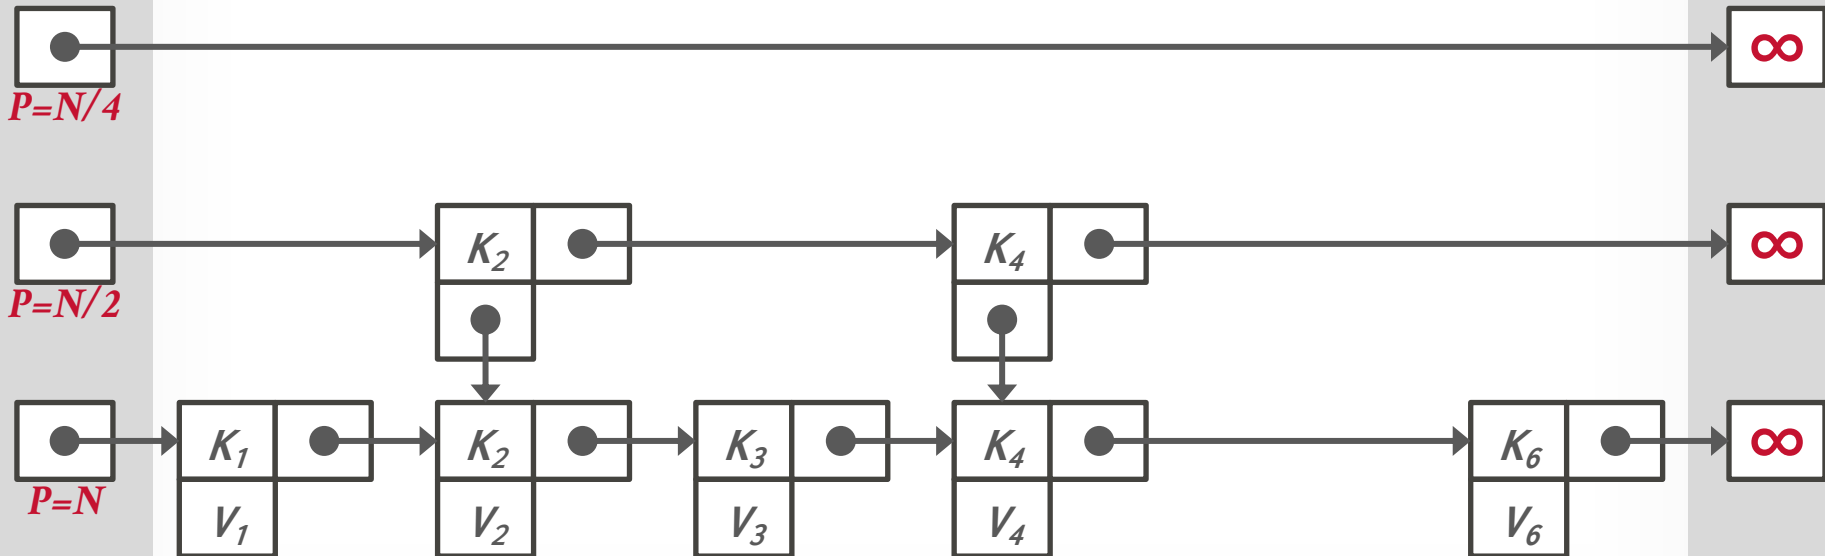 ∞
P=N/4
K₂ K₄ ∞
P=N/2
K₁ K₂ K₃ K₄ K₆ ∞
P=N
V₁ V₂ V₃ V₄ V₆